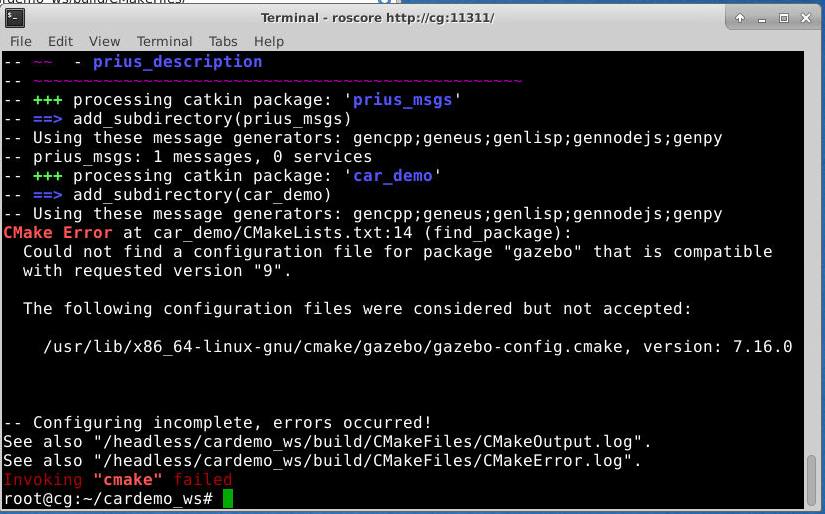 ardemo_ws/build/CMakeFiles/
Terminal - roscore http://cg:11311/
File Edit View Terminal Tabs Help
-- ~~  - prius_description
-- ~~~~~~~~~~~~~~~~~~~~~~~~~~~~~~~~~~~~~~~~~~~~~~~~~
-- +++ processing catkin package: 'prius_msgs'
-- ==> add_subdirectory(prius_msgs)
-- Using these message generators: gencpp;geneus;genlisp;gennodejs;genpy
-- prius_msgs: 1 messages, 0 services
-- +++ processing catkin package: 'car_demo'
-- ==> add_subdirectory(car_demo)
-- Using these message generators: gencpp;geneus;genlisp;gennodejs;genpy
CMake Error at car_demo/CMakeLists.txt:14 (find_package):
  Could not find a configuration file for package "gazebo" that is compatible
  with requested version "9".
  The following configuration files were considered but not accepted:
    /usr/lib/x86_64-linux-gnu/cmake/gazebo/gazebo-config.cmake, version: 7.16.0
-- Configuring incomplete, errors occurred!
See also "/headless/cardemo_ws/build/CMakeFiles/CMakeOutput.log".
See also "/headless/cardemo_ws/build/CMakeFiles/CMakeError.log".
Invoking "cmake" failed
root@cg:~/cardemo_ws#